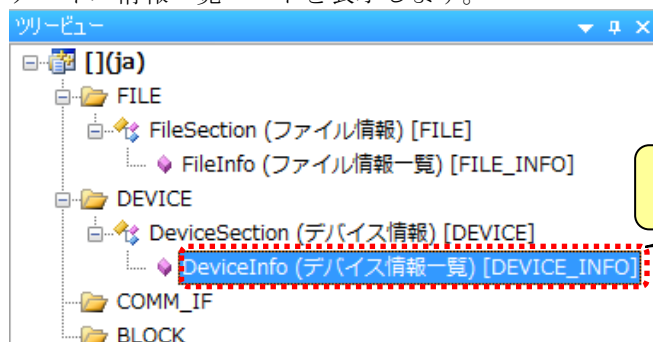 ツリービュー
[](ja)
FILE
FileSection (ファイル情報) [FILE]
FileInfo (ファイル情報一覧) [FILE_INFO]
DEVICE
DeviceSection (デバイス情報) [DEVICE]
DeviceInfo (デバイス情報一覧) [DEVICE_INFO]
COMM_IF
BLOCK